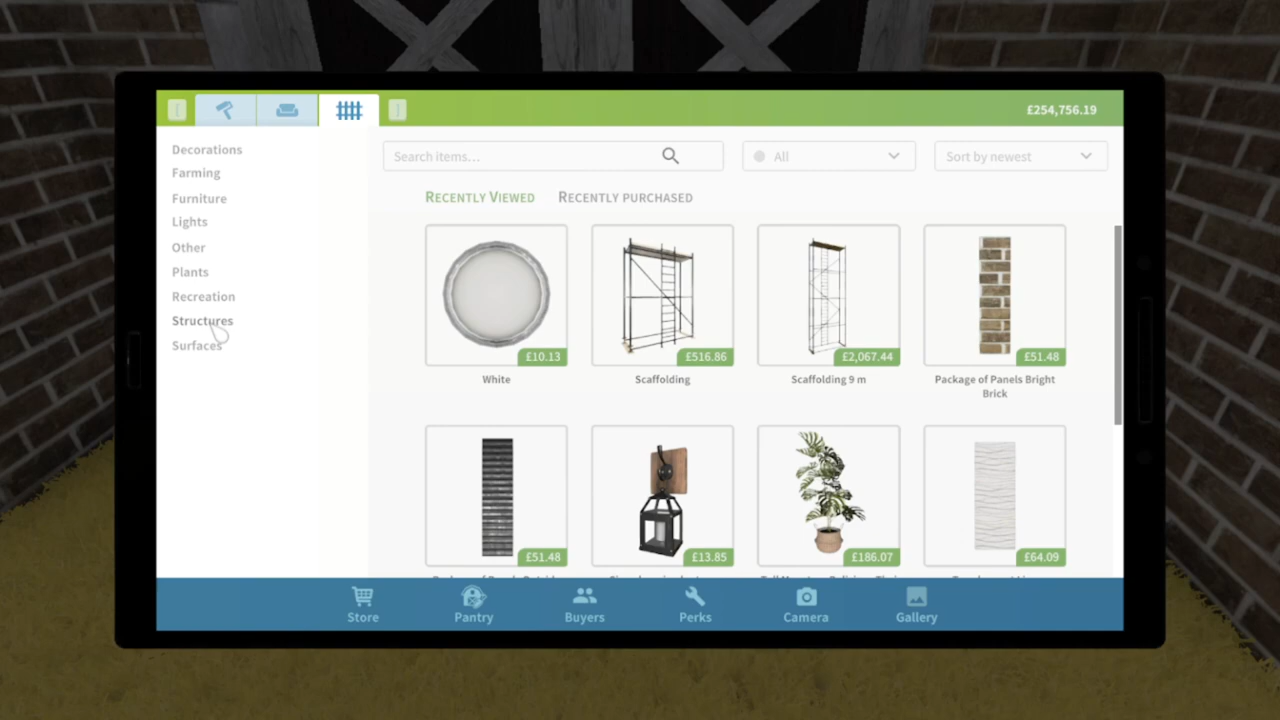 £254,756.19
Decorations
Farming
Furniture
Lights
Other
Plants
Recreation
Structures
Surfaces
Search items...
All
Sort by newest
RECENTLY VIEWED
RECENTLY PURCHASED
£10.13
£516.86
£2,067.44
£51.48
White
Scaffolding
Scaffolding 9 m
Package of Panels Bright
Brick
£51.48
£13.85
£186.07
£64.09
Store
Pantry
Buyers
Perks
Camera
Gallery